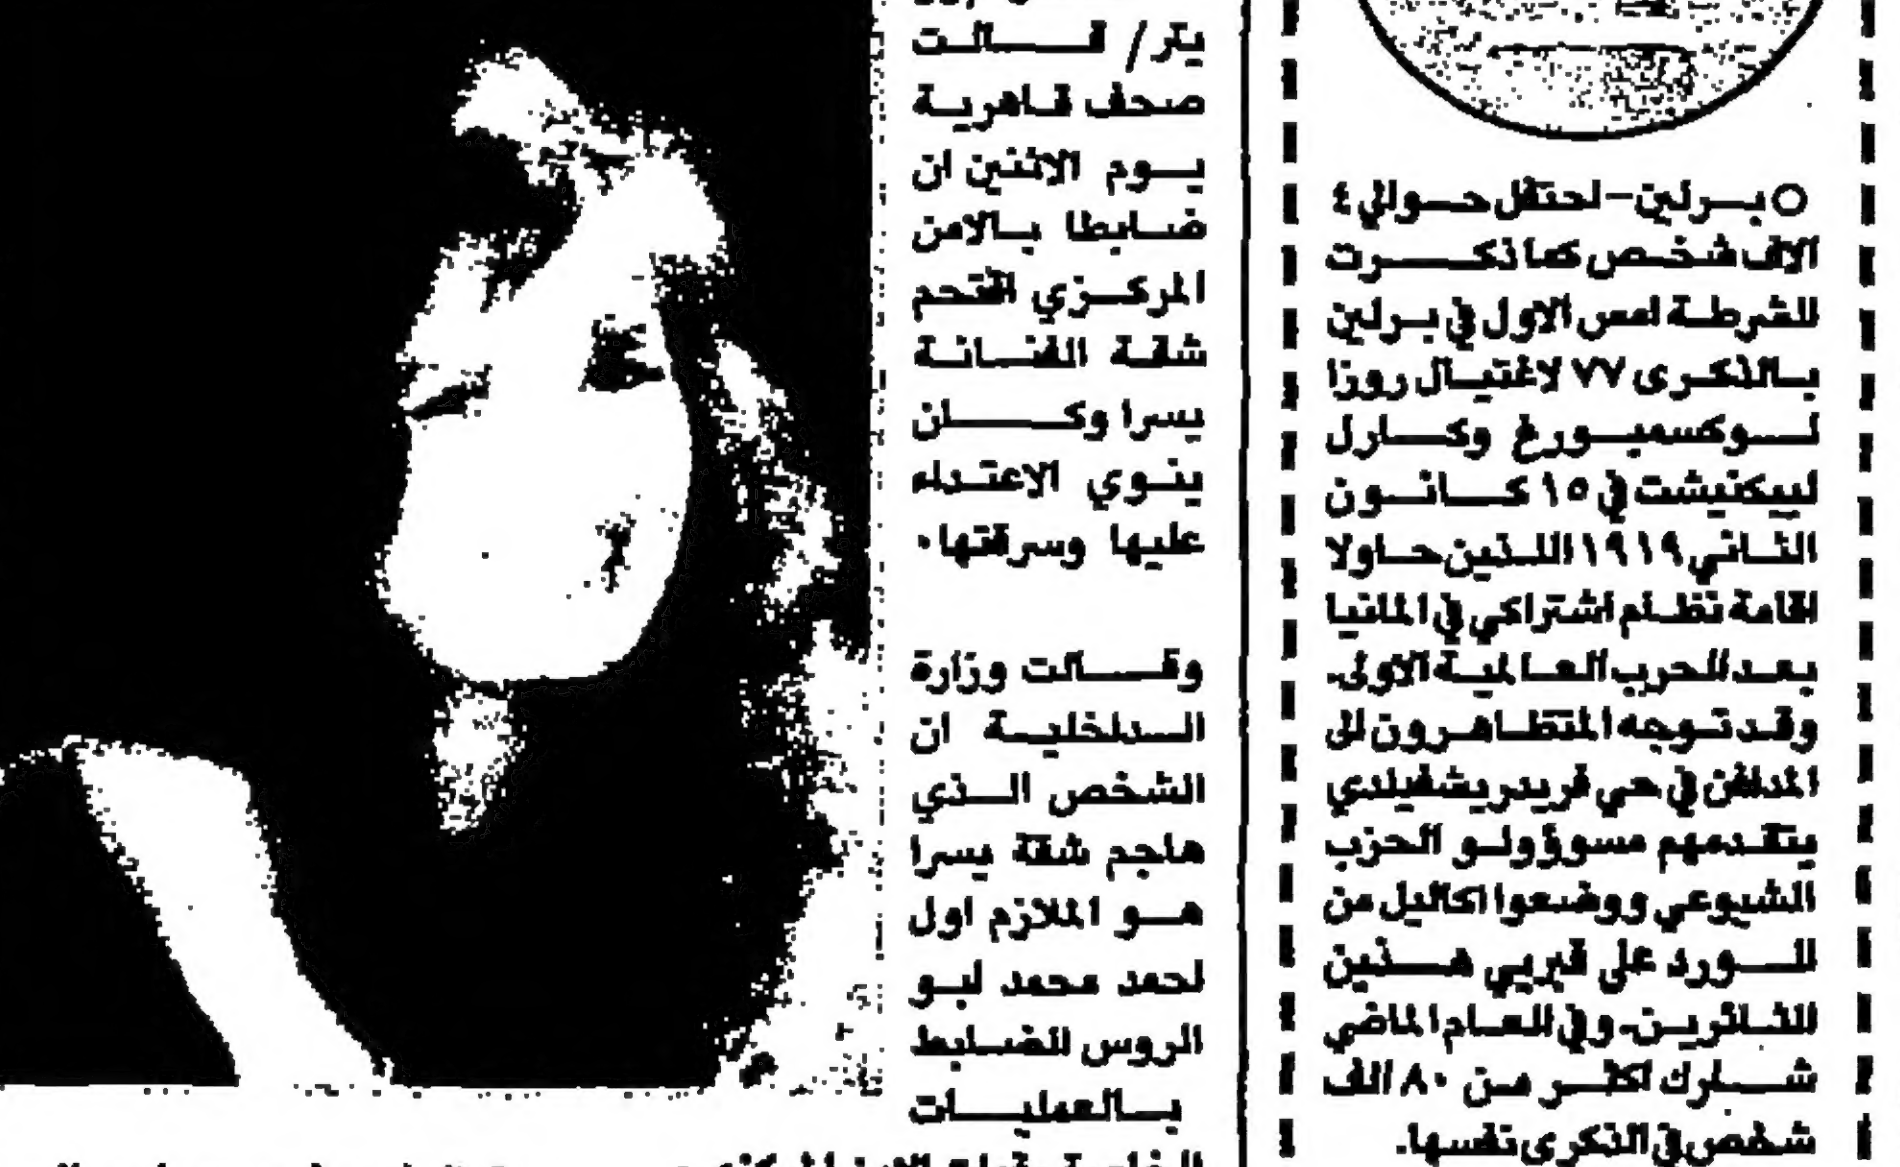 يتر/ قــالت
صحف قاهرية
يوم الاثنين ان
ضابطا بالامن
المركزي اقتحم
شقة الفنانة
يسرا وكان
ينوي الاعتداء
عليها وسرقتها.
وقالت وزارة
الداخلية ان
الشخص الذي
هاجم شقة يسرا
هو الملازم اول
احمد محمد ابو
الروس الضابط
بالعمليات
○ برلين - احتفل حوالي ٤
الاف شخص كما ذكرت
الشرطة امس الاول في برلين
بالذكرى ٧٧ لاغتيال روزا
لوكسمبورغ وكارل
ليبكنيشت في ١٥ كانون
الثاني ١٩١٩ اللذين حاولا
اقامة نظام اشتراكي في المانيا
بعد الحرب العالمية الاولى.
وقد توجه المتظاهرون الى
المدافن في حي فريدريشفيلدي
يتقدمهم مسوؤولو الحزب
الشيوعي ووضعوا اكاليل من
الورد على قبريي هذين
الثائرين. وفي العام الماضي
شارك اكثر من ٨٠ الف
شخص في الذكرى نفسها.